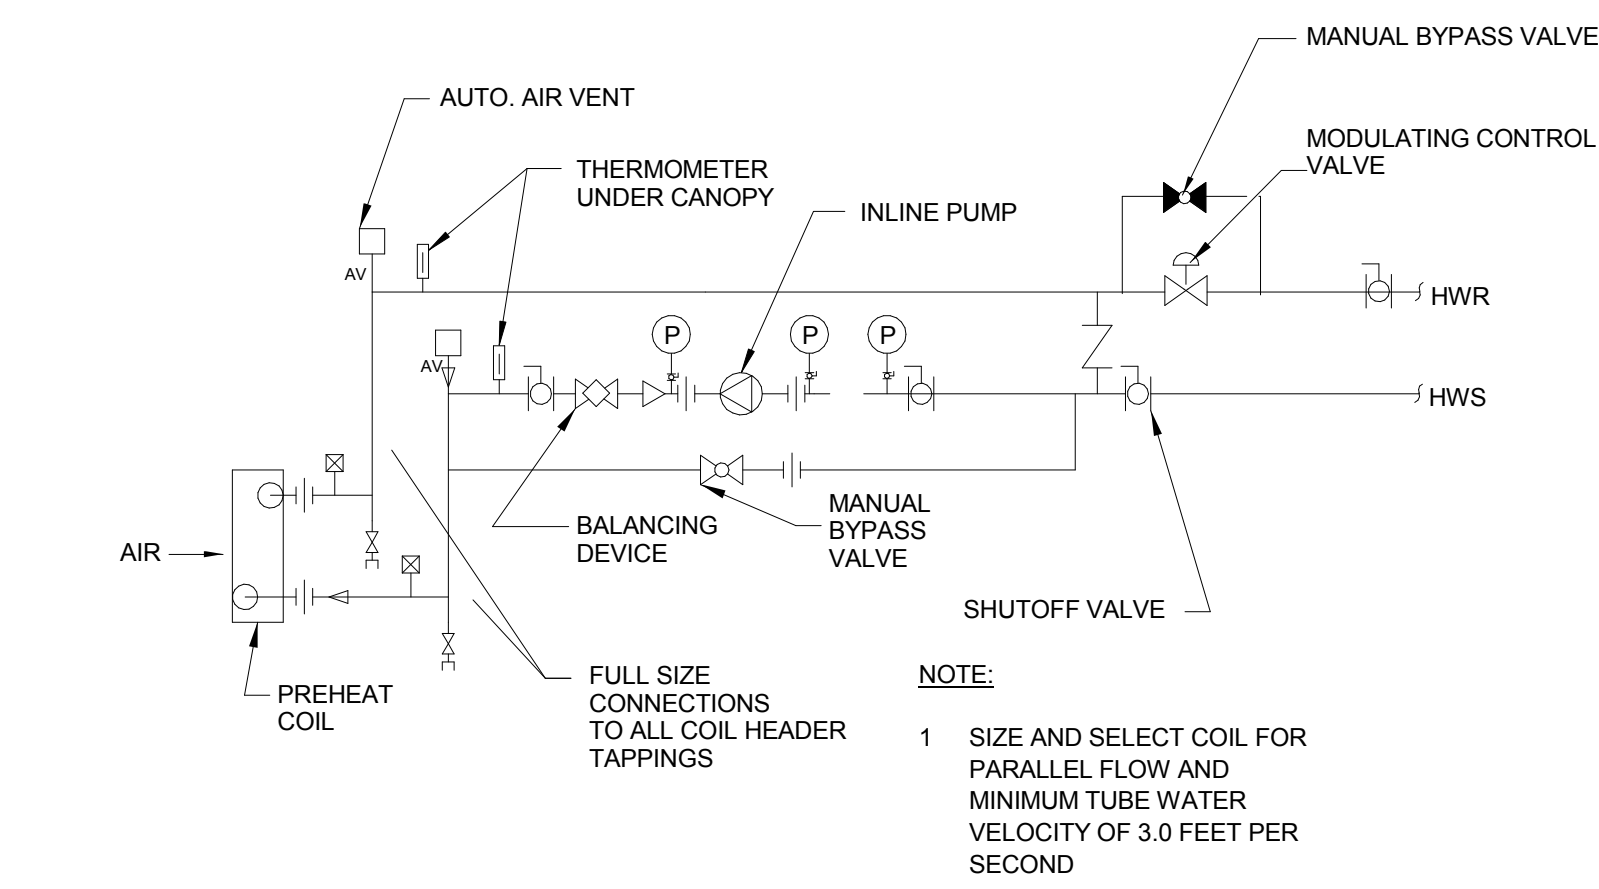 MANUAL BYPASS VALVE
AUTO. AIR VENT
MODULATING CONTROL
VALVE
THERMOMETER
UNDER CANOPY
INLINE PUMP
AV
HWR
P
P
P
AV
HWS
BALANCING
DEVICE
MANUAL
BYPASS
VALVE
AIR
SHUTOFF VALVE
PREHEAT
COIL
FULL SIZE
CONNECTIONS
TO ALL COIL HEADER
TAPPINGS
NOTE:
1 SIZE AND SELECT COIL FOR
PARALLEL FLOW AND
MINIMUM TUBE WATER
VELOCITY OF 3.0 FEET PER
SECOND